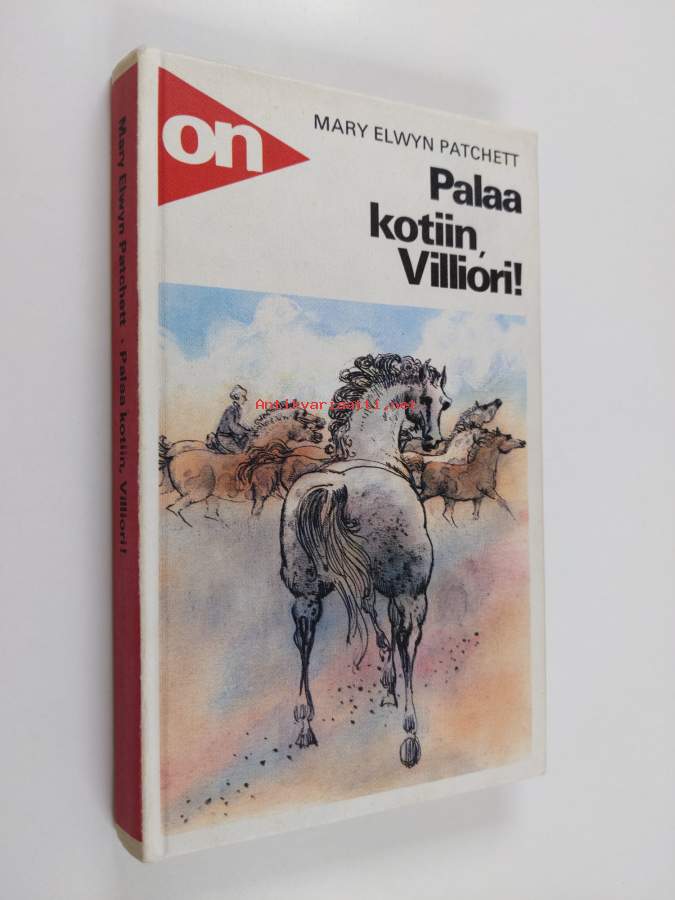 on
MARY ELWYN PATCHETT
Palaa
kotiin,
Villiori!
Mary Elwyn Patchett · Palaa kotiin, Villiori!
Antikvariaatti.net